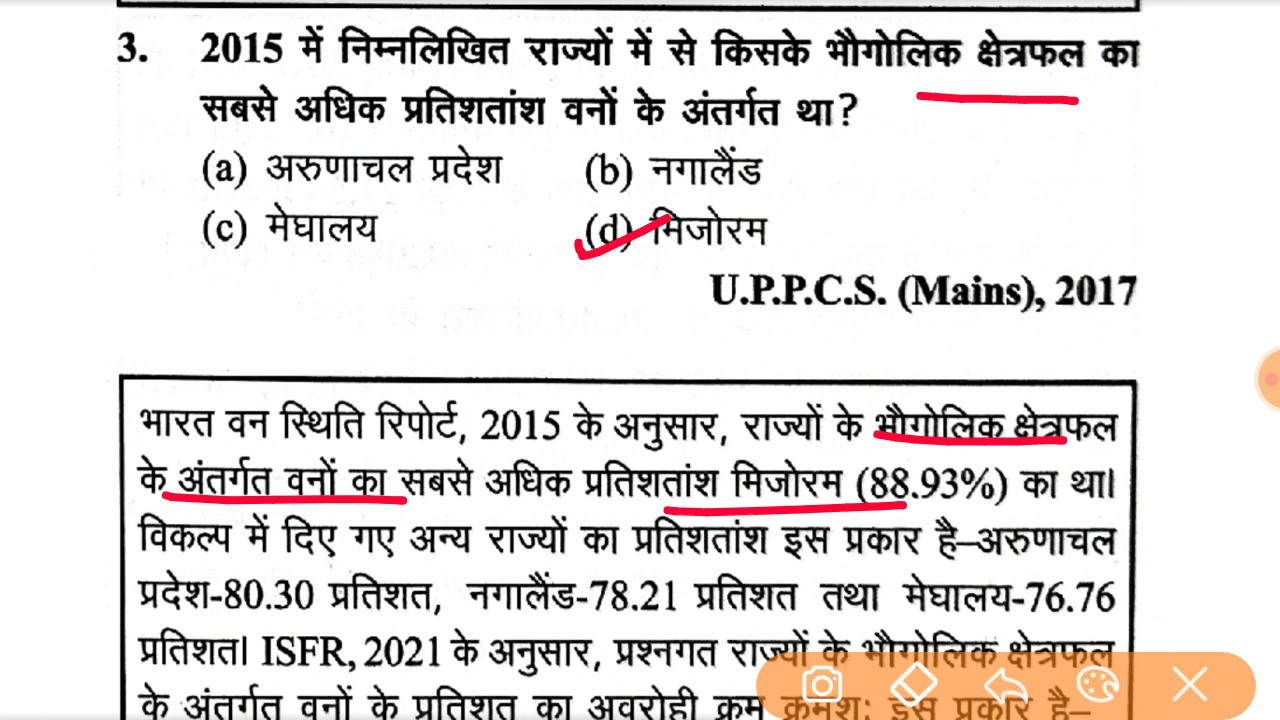 3. 2015 में निम्नलिखित राज्यों में से किसके भौगोलिक क्षेत्रफल का
सबसे अधिक प्रतिशतांश वनों के अंतर्गत था?
(a) अरुणाचल प्रदेश (b) नगालैंड
(c) मेघालय (d) मिजोरम
U.P.P.C.S. (Mains), 2017
भारत वन स्थिति रिपोर्ट, 2015 के अनुसार, राज्यों के भौगोलिक क्षेत्रफल
के अंतर्गत वनों का सबसे अधिक प्रतिशतांश मिजोरम (88.93%) का था।
विकल्प में दिए गए अन्य राज्यों का प्रतिशतांश इस प्रकार है–अरुणाचल
प्रदेश-80.30 प्रतिशत, नगालैंड-78.21 प्रतिशत तथा मेघालय-76.76
प्रतिशत। ISFR, 2021 के अनुसार, प्रश्नगत राज्यों के भौगोलिक क्षेत्रफल
के अंतर्गत वनों के प्रतिशत का अवरोही क्रम क्रमश: इस प्रकार है–